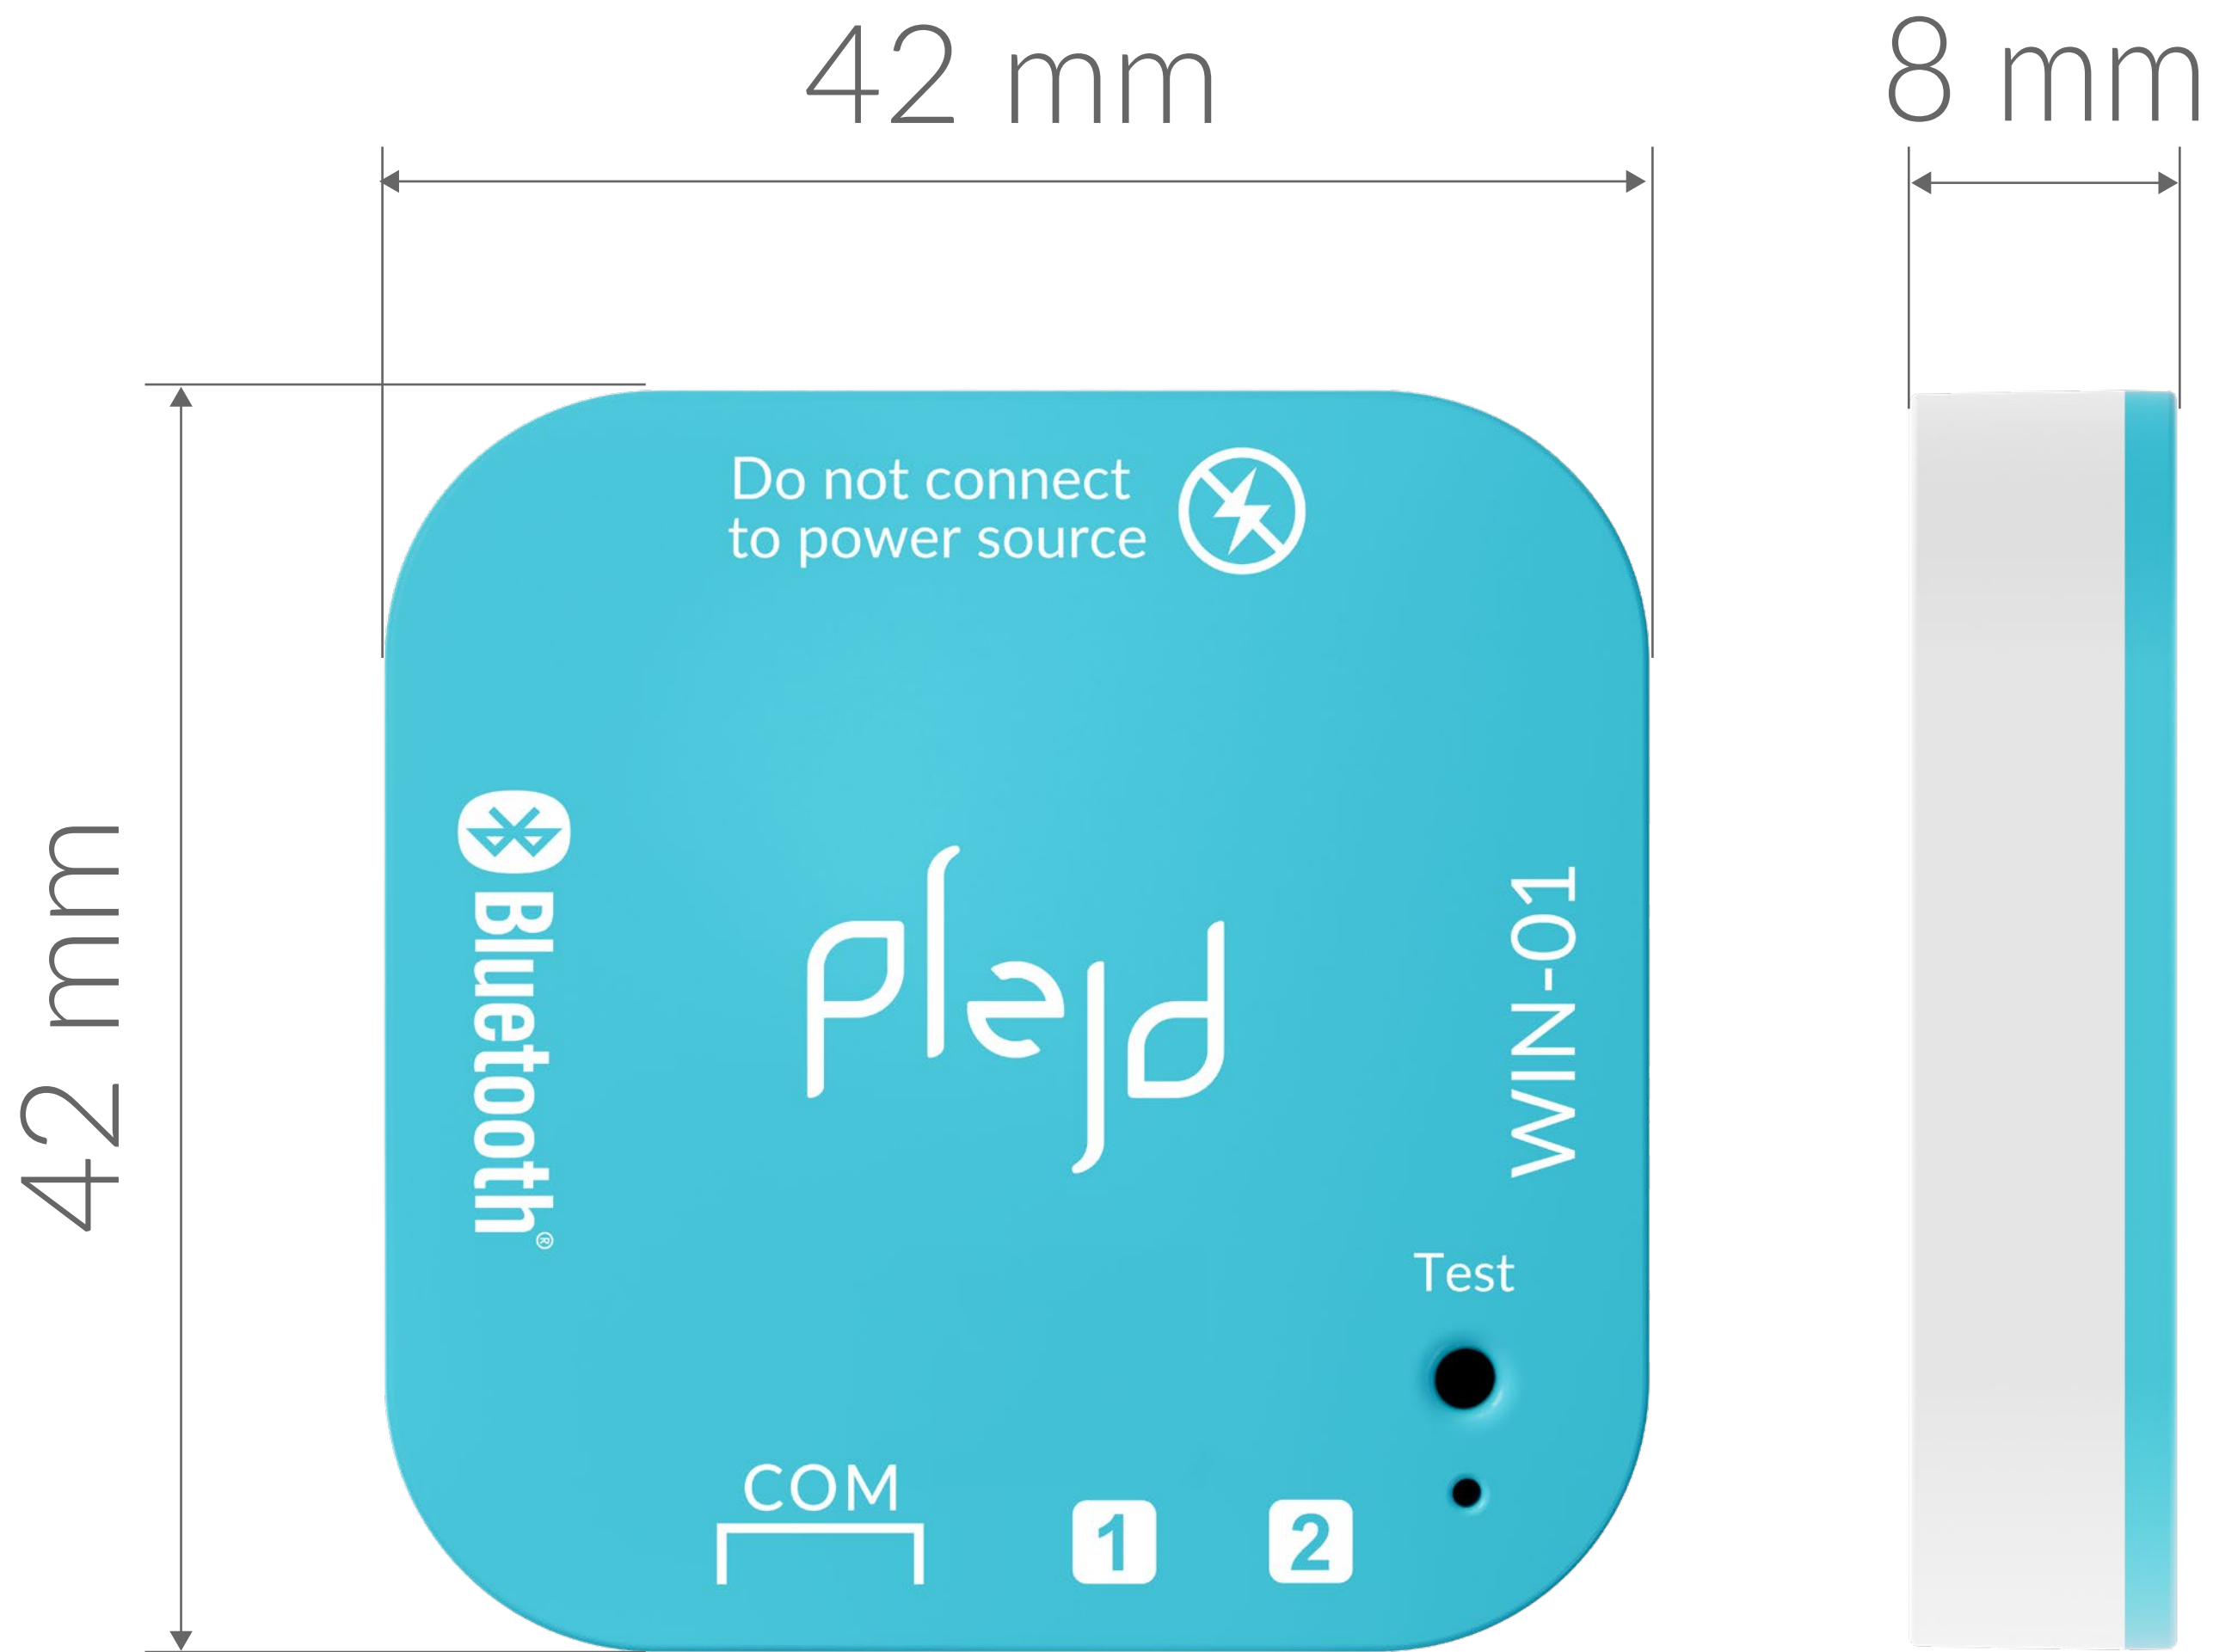 42 mm
8 mm
42 mm
Do not connect
to power source
Bluetooth®
Plejd
WIN-01
Test
COM
1
2